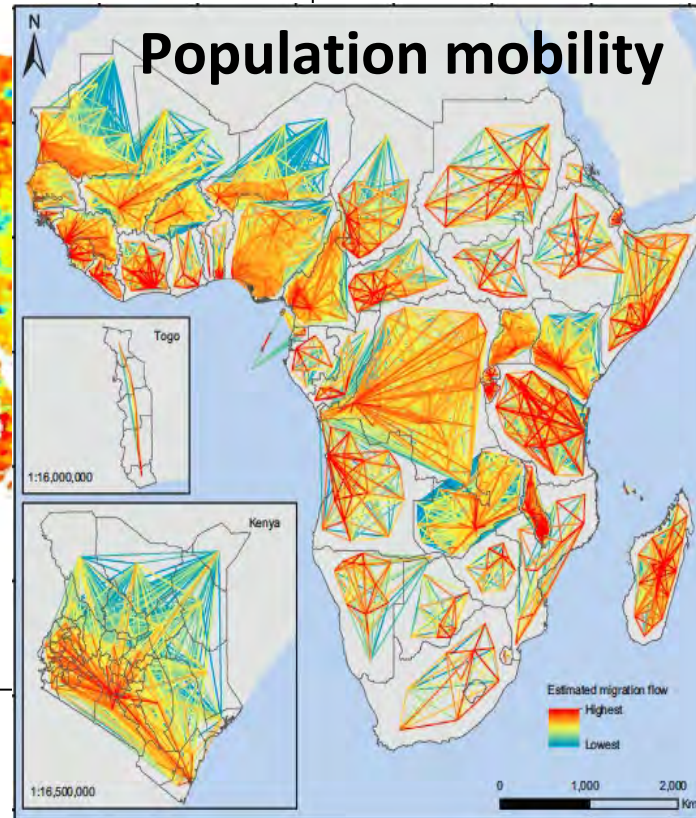 N
Population mobility
Togo
1:16,000,000
Kenya
1:16,500,000
Estimated migration flow
Highest
Lowest
0 1,000 2,000
Km